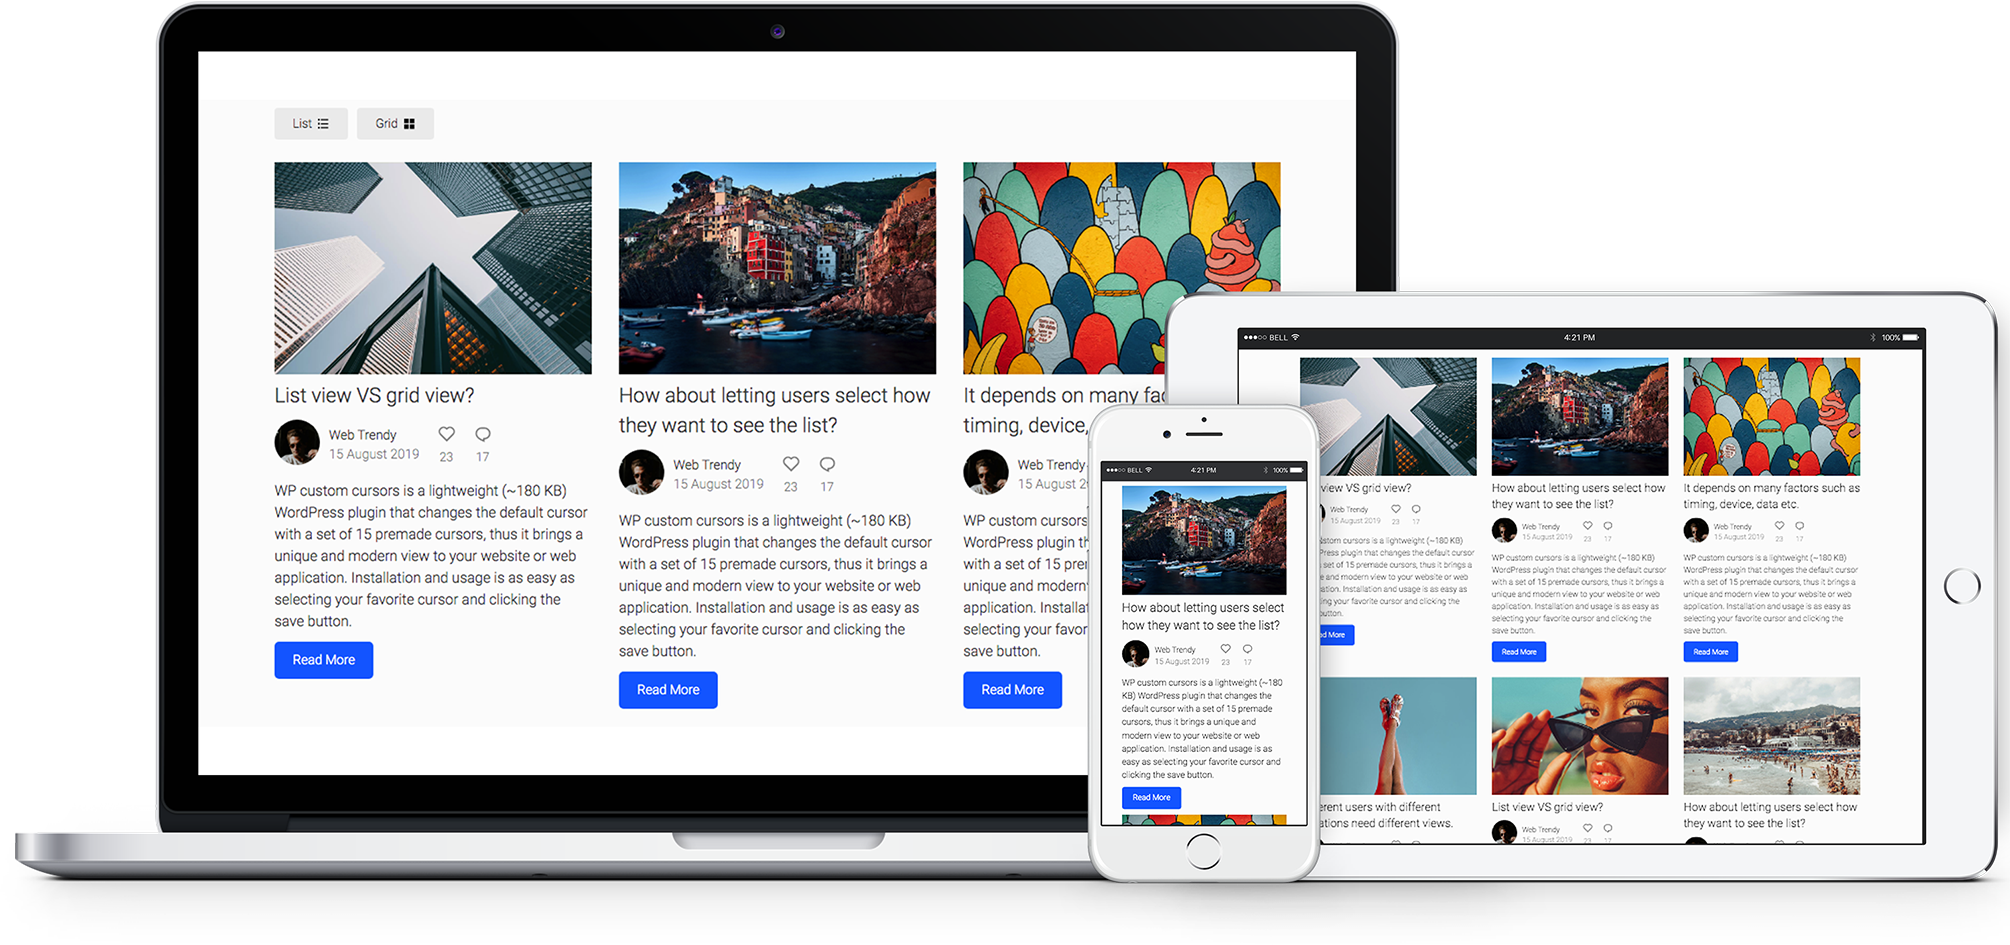 List
Grid
List view VS grid view?
Web Trendy
15 August 2019
23
17
WP custom cursors is a lightweight (~180 KB)
WordPress plugin that changes the default cursor
with a set of 15 premade cursors, thus it brings a
unique and modern view to your website or web
application. Installation and usage is as easy as
selecting your favorite cursor and clicking the
save button.
Read More
How about letting users select how
they want to see the list?
Web Trendy
15 August 2019
23
17
WP custom cursors is a lightweight (~180 KB)
WordPress plugin that changes the default cursor
with a set of 15 premade cursors, thus it brings a
unique and modern view to your website or web
application. Installation and usage is as easy as
selecting your favorite cursor and clicking the
save button.
Read More
It depends on many fac
timing, device,
Web Trendy
15 August 2
WP custom cursors
WordPress plugin th
with a set of 15 prer
unique and modern
application. Installat
selecting your favor
save button.
Read More
BELL
4:21 PM
100%
How about letting users select
how they want to see the list?
Web Trendy
15 August 2019
23
17
WP custom cursors is a lightweight (~180
KB) WordPress plugin that changes the
default cursor with a set of 15 premade
cursors, thus it brings a unique and
modern view to your website or web
application. Installation and usage is as
easy as selecting your favorite cursor and
clicking the save button.
Read More
BELL
4:21 PM
100%
view VS grid view?
Web Trendy
15 August 2019
23
17
stom cursors is a lightweight (~180 KB)
Press plugin that changes the default cursor
set of 15 premade cursors, thus it brings a
e and modern view to your website or web
ation. Installation and usage is as easy as
ing your favorite cursor and clicking the
button.
ad More
How about letting users select how
they want to see the list?
Web Trendy
15 August 2019
23
17
WP custom cursors is a lightweight (~180 KB)
WordPress plugin that changes the default cursor
with a set of 15 premade cursors, thus it brings a
unique and modern view to your website or web
application. Installation and usage is as easy as
selecting your favorite cursor and clicking the
save button.
Read More
It depends on many factors such as
timing, device, data etc.
Web Trendy
15 August 2019
23
17
WP custom cursors is a lightweight (~180 KB)
WordPress plugin that changes the default cursor
with a set of 15 premade cursors, thus it brings a
unique and modern view to your website or web
application. Installation and usage is as easy as
selecting your favorite cursor and clicking the
save button.
Read More
erent users with different
ations need different views.
List view VS grid view?
Web Trendy
15 August 2019
23
17
How about letting users select how
they want to see the list?